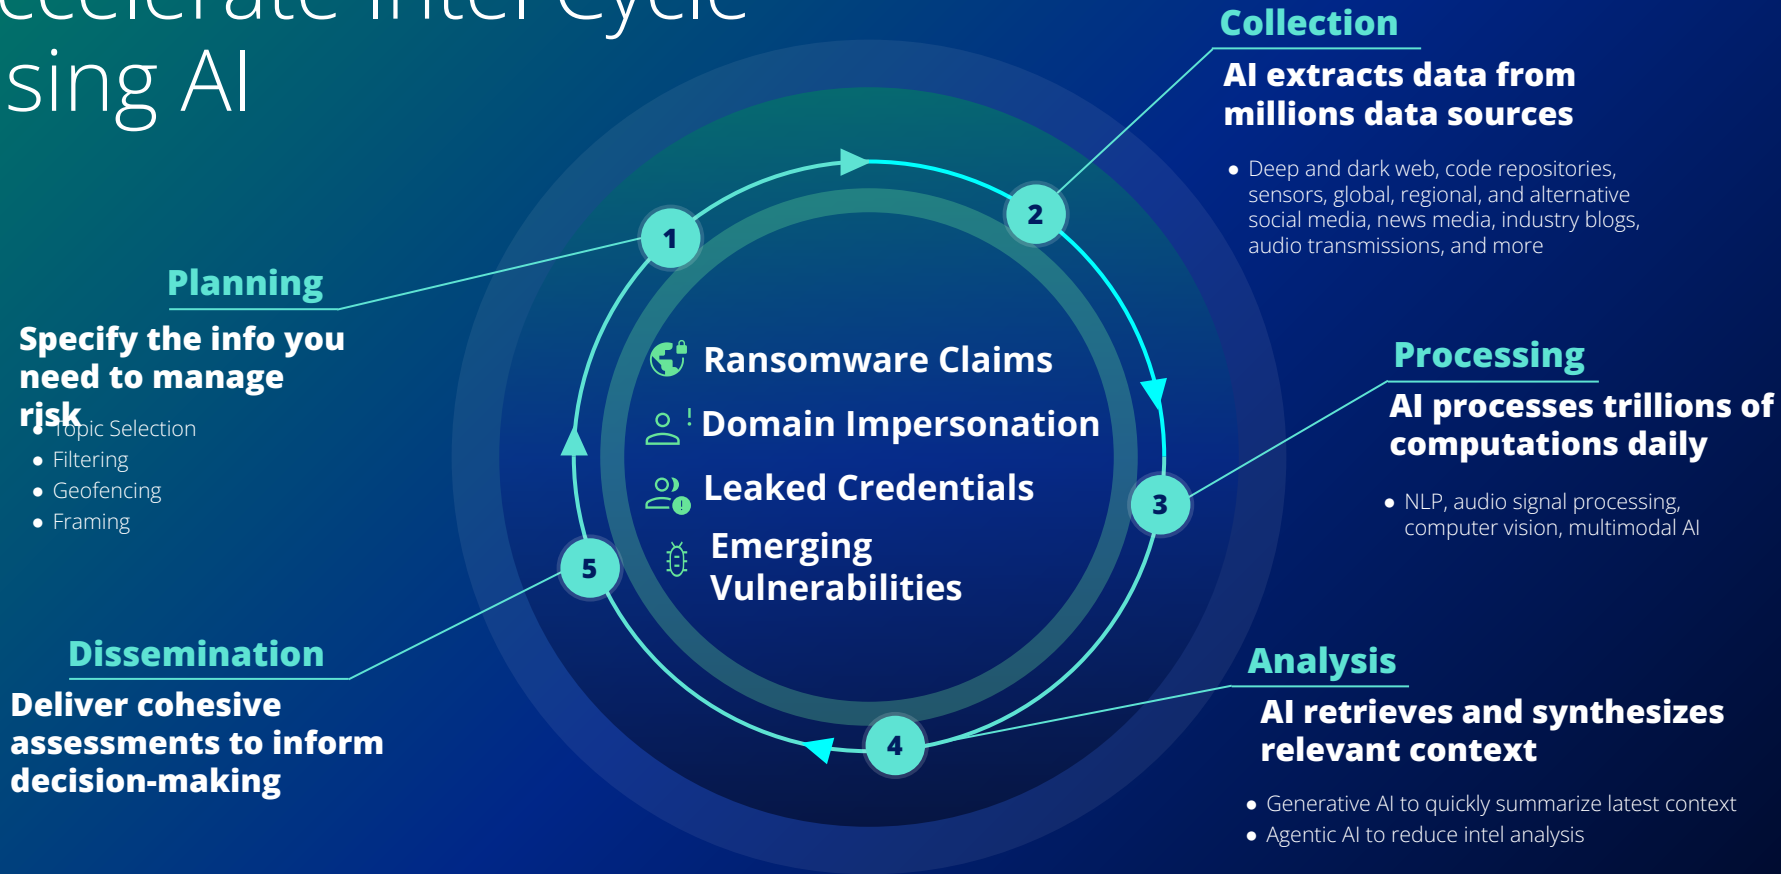 ccelerate Intel Cycle
sing AI
Collection
AI extracts data from
millions data sources
● Deep and dark web, code repositories,
sensors, global, regional, and alternative
social media, news media, industry blogs,
audio transmissions, and more
1
2
3
4
5
Planning
Specify the info you
need to manage
risk
● Topic Selection
● Filtering
● Geofencing
● Framing
Ransomware Claims
Domain Impersonation
Leaked Credentials
Emerging
Vulnerabilities
Processing
AI processes trillions of
computations daily
● NLP, audio signal processing,
computer vision, multimodal AI
Dissemination
Deliver cohesive
assessments to inform
decision-making
Analysis
AI retrieves and synthesizes
relevant context
● Generative AI to quickly summarize latest context
● Agentic AI to reduce intel analysis